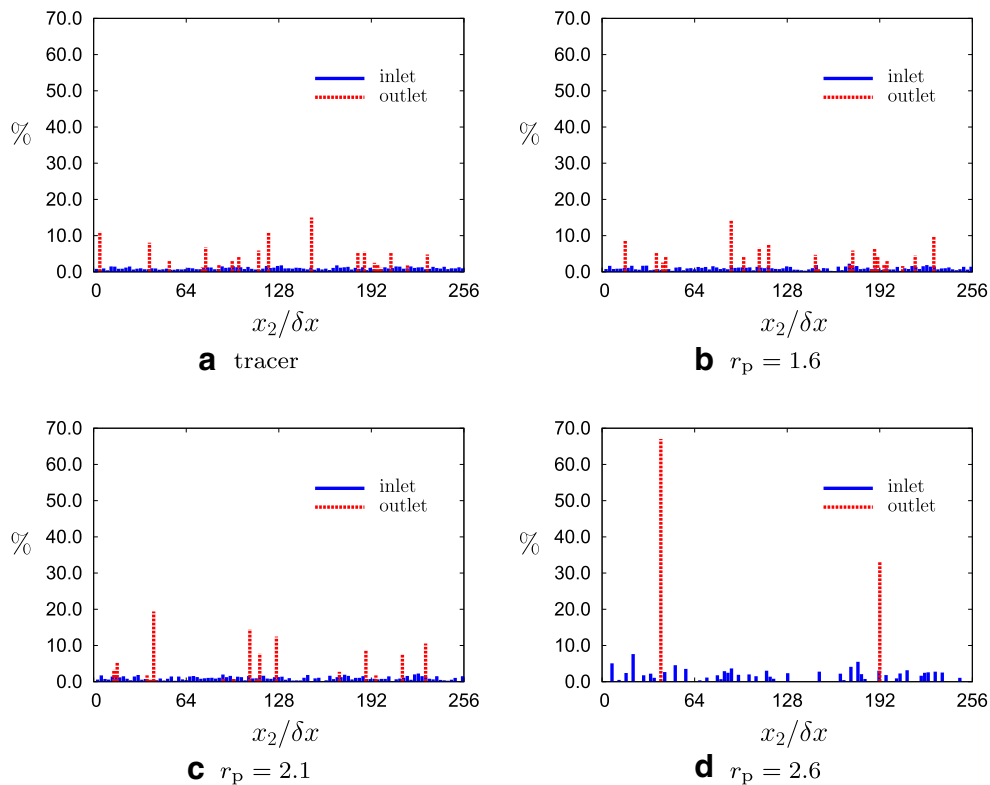 70.0
60.0
50.0
40.0
30.0
20.0
10.0
0.0
%
inlet
outlet
0 64 128 192 256
x₂/δx
a tracer
70.0
60.0
50.0
40.0
30.0
20.0
10.0
0.0
%
inlet
outlet
0 64 128 192 256
x₂/δx
b rₚ = 1.6
70.0
60.0
50.0
40.0
30.0
20.0
10.0
0.0
%
inlet
outlet
0 64 128 192 256
x₂/δx
c rₚ = 2.1
70.0
60.0
50.0
40.0
30.0
20.0
10.0
0.0
%
inlet
outlet
0 64 128 192 256
x₂/δx
d rₚ = 2.6